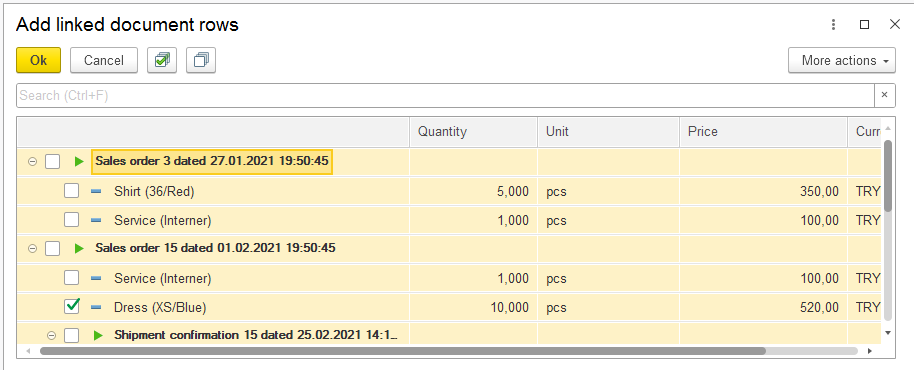 Add linked document rows
Ok Cancel More actions
Search (Ctrl+F) ×
Quantity Unit Price Curr
Sales order 3 dated 27.01.2021 19:50:45
Shirt (36/Red) 5,000 pcs 350,00 TRY
Service (Interner) 1,000 pcs 100,00 TRY
Sales order 15 dated 01.02.2021 19:50:45
Service (Interner) 1,000 pcs 100,00 TRY
Dress (XS/Blue) 10,000 pcs 520,00 TRY
Shipment confirmation 15 dated 25.02.2021 14:1...